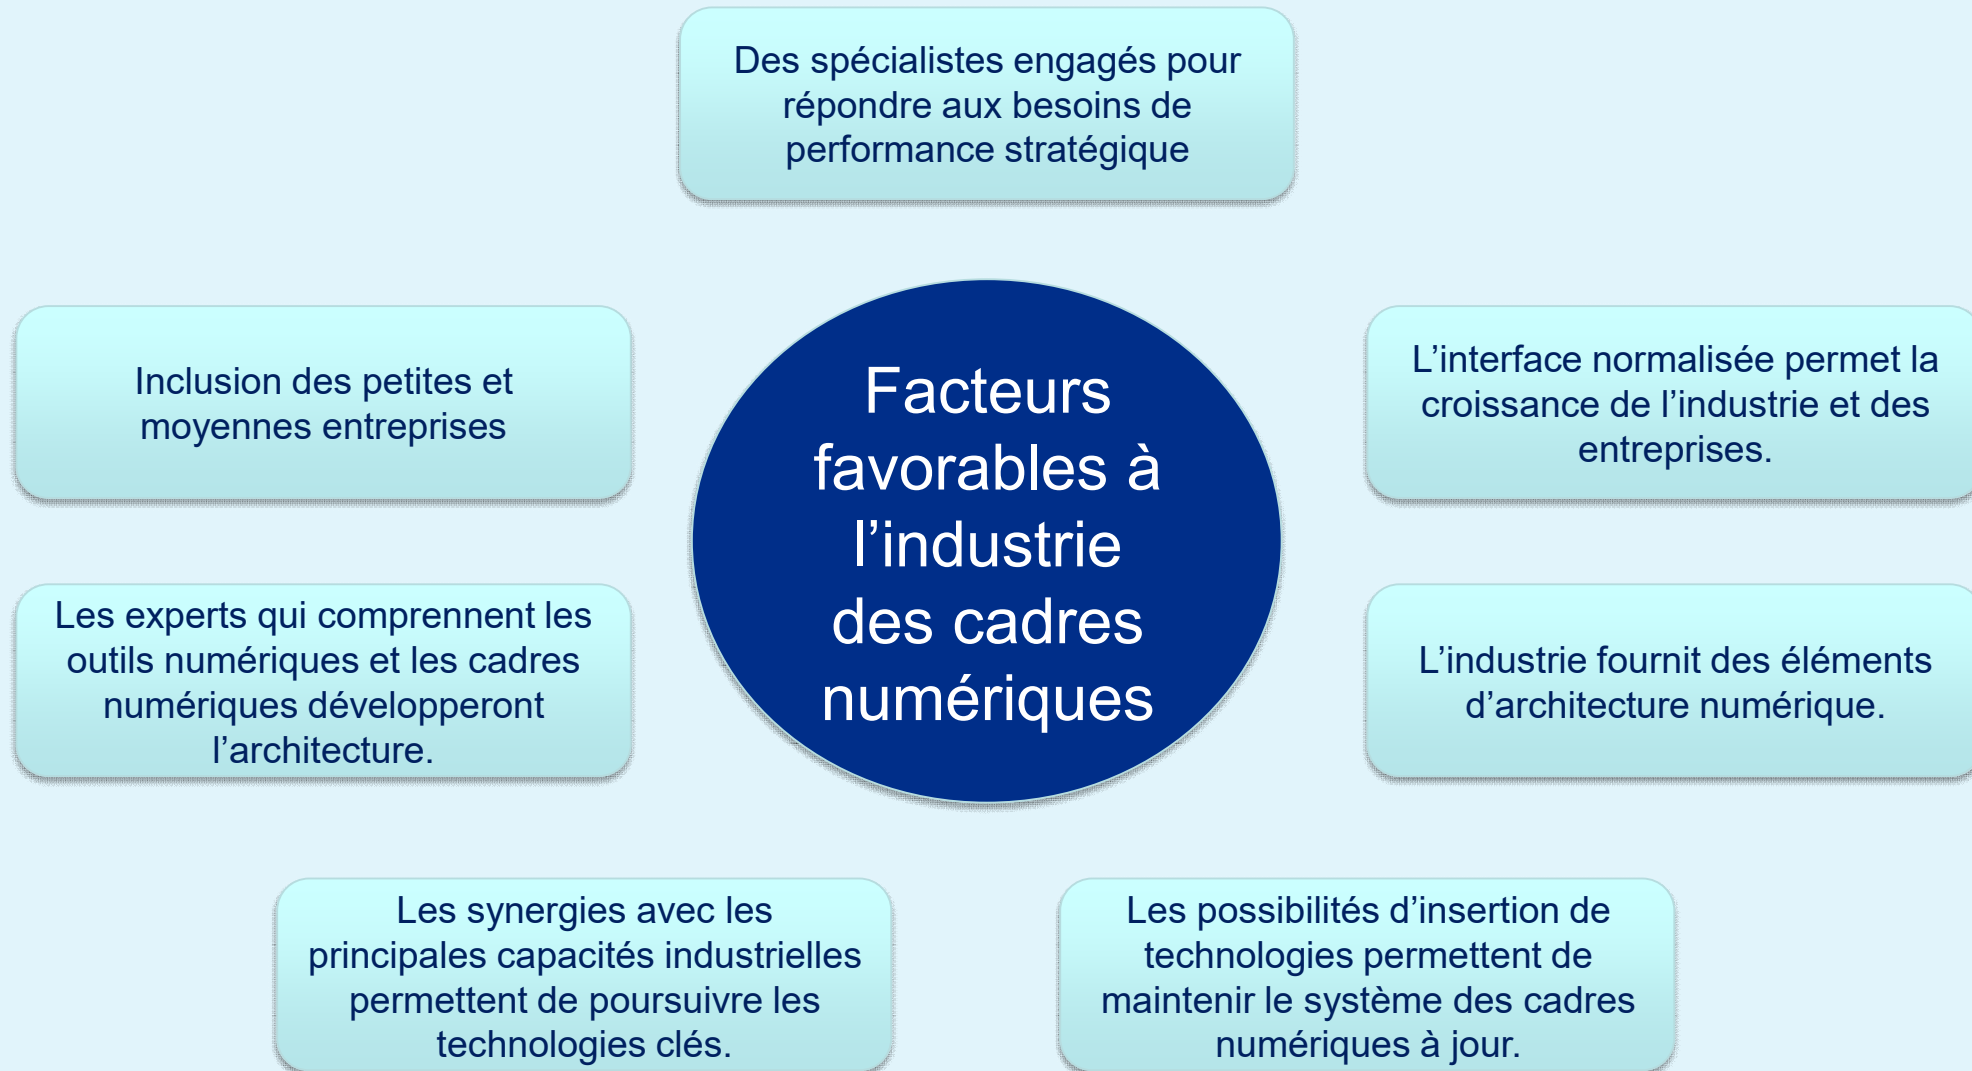 Des spécialistes engagés pour
répondre aux besoins de
performance stratégique
Inclusion des petites et
moyennes entreprises
Facteurs
favorables à
l’industrie
des cadres
numériques
L’interface normalisée permet la
croissance de l’industrie et des
entreprises.
Les experts qui comprennent les
outils numériques et les cadres
numériques développeront
l’architecture.
L’industrie fournit des éléments
d’architecture numérique.
Les synergies avec les
principales capacités industrielles
permettent de poursuivre les
technologies clés.
Les possibilités d’insertion de
technologies permettent de
maintenir le système des cadres
numériques à jour.